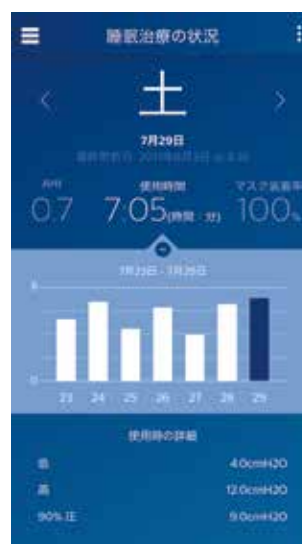 睡眠治療の状況
土
7月29日
AHI 使用時間 マスク装着率
0.7 7:05(時間:分) 100%
7月23日 - 7月29日
8
0
23 24 25 26 27 28 29
使用時の詳細
低 4.0cmH2O
高 12.0cmH2O
90% 圧 9.0cmH2O